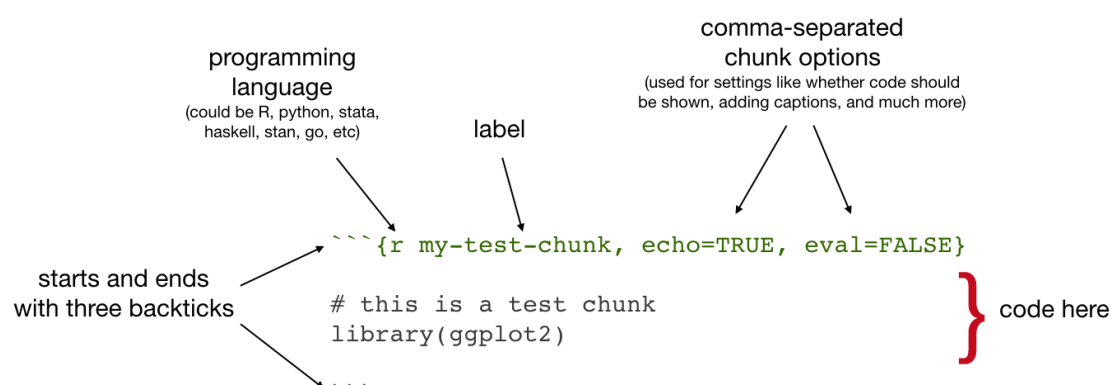 comma-separated
chunk options
(used for settings like whether code should
be shown, adding captions, and much more)
programming
language
(could be R, python, stata,
haskell, stan, go, etc)
label
```{r my-test-chunk, echo=TRUE, eval=FALSE}
starts and ends
with three backticks
# this is a test chunk
library(ggplot2)
}
code here
```